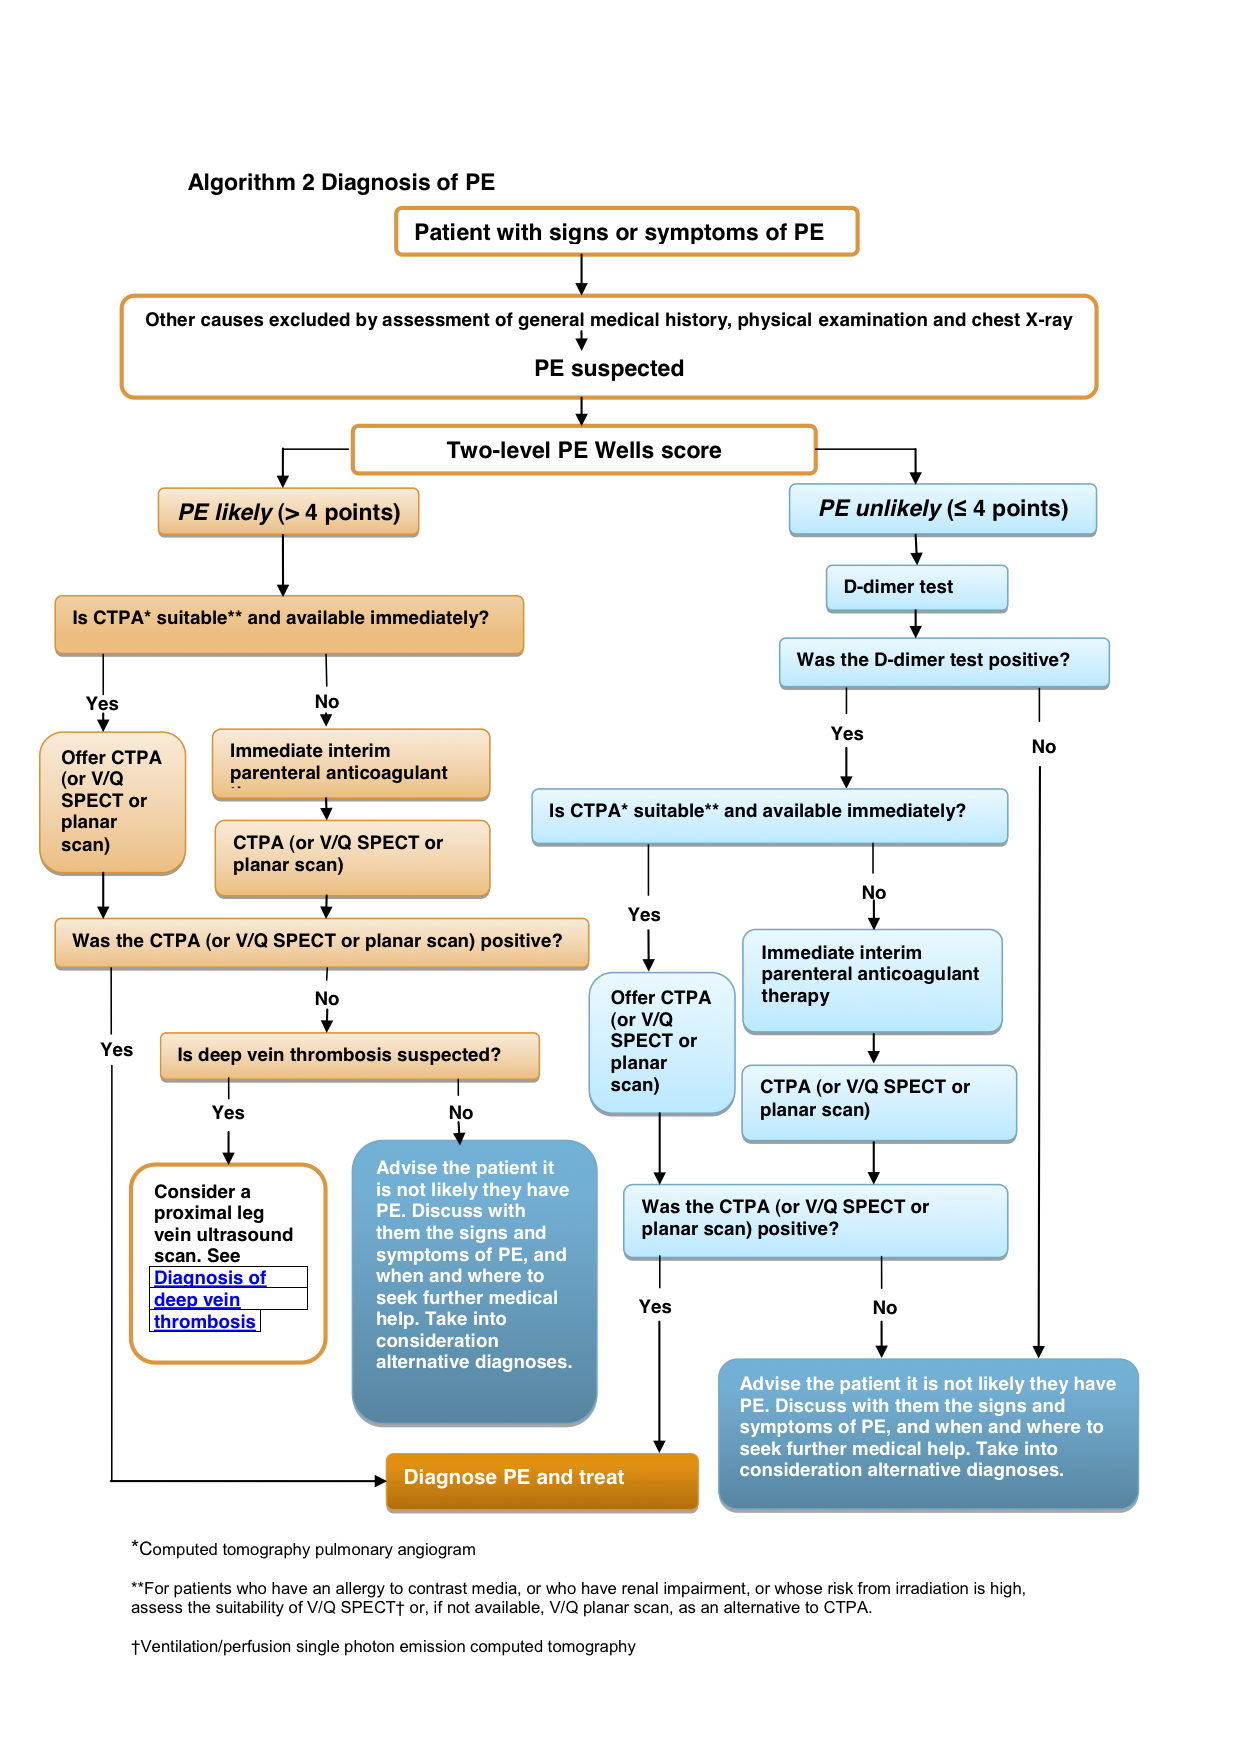 Algorithm 2 Diagnosis of PE
Patient with signs or symptoms of PE
Other causes excluded by assessment of general medical history, physical examination and chest X-ray
PE suspected
Two-level PE Wells score
PE likely (> 4 points)
PE unlikely (≤ 4 points)
D-dimer test
Is CTPA* suitable** and available immediately?
Was the D-dimer test positive?
Yes
No
Yes
No
Offer CTPA
(or V/Q
SPECT or
planar
scan)
Immediate interim
parenteral anticoagulant
CTPA (or V/Q SPECT or
planar scan)
Is CTPA* suitable** and available immediately?
Yes
No
Was the CTPA (or V/Q SPECT or planar scan) positive?
Yes
No
Offer CTPA
(or V/Q
SPECT or
planar
scan)
Immediate interim
parenteral anticoagulant
therapy
CTPA (or V/Q SPECT or
planar scan)
Is deep vein thrombosis suspected?
Yes
No
Consider a
proximal leg
vein ultrasound
scan. See
Diagnosis of
deep vein
thrombosis
Advise the patient it
is not likely they have
PE. Discuss with
them the signs and
symptoms of PE, and
when and where to
seek further medical
help. Take into
consideration
alternative diagnoses.
Was the CTPA (or V/Q SPECT or
planar scan) positive?
Yes
No
Diagnose PE and treat
Advise the patient it is not likely they have
PE. Discuss with them the signs and
symptoms of PE, and when and where to
seek further medical help. Take into
consideration alternative diagnoses.
*Computed tomography pulmonary angiogram
**For patients who have an allergy to contrast media, or who have renal impairment, or whose risk from irradiation is high,
assess the suitability of V/Q SPECT† or, if not available, V/Q planar scan, as an alternative to CTPA.
†Ventilation/perfusion single photon emission computed tomography